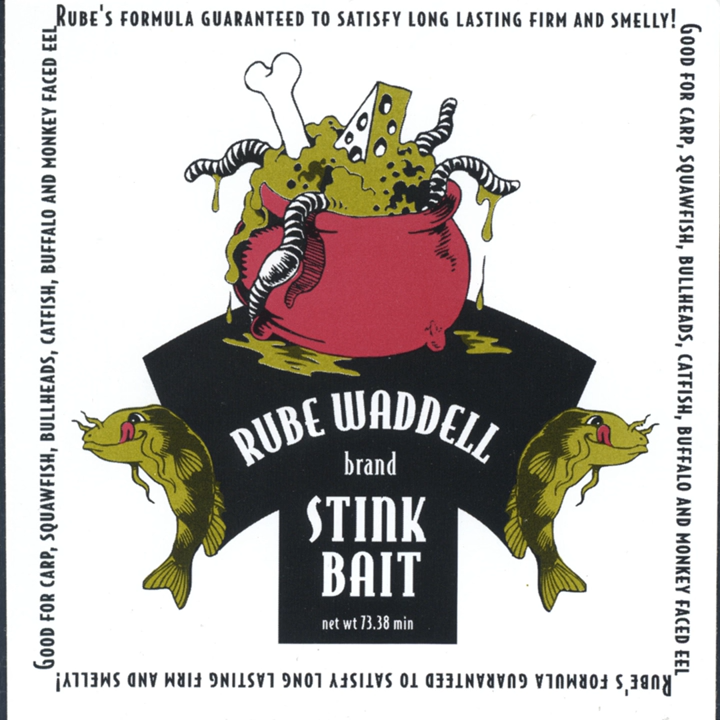 RUBE'S FORMULA GUARANTEED TO SATISFY LONG LASTING FIRM AND SMELLY!
GOOD FOR CARP, SQUAWFISH, BULLHEADS, CATFISH, BUFFALO AND MONKEY FACED EEL
GOOD FOR CARP, SQUAWFISH, BULLHEADS, CATFISH, BUFFALO AND MONKEY FACED EEL
RUBE WADDELL
brand
STINK
BAIT
net wt 73.38 min
RUBE'S FORMULA GUARANTEED TO SATISFY LONG LASTING FIRM AND SMELLY!